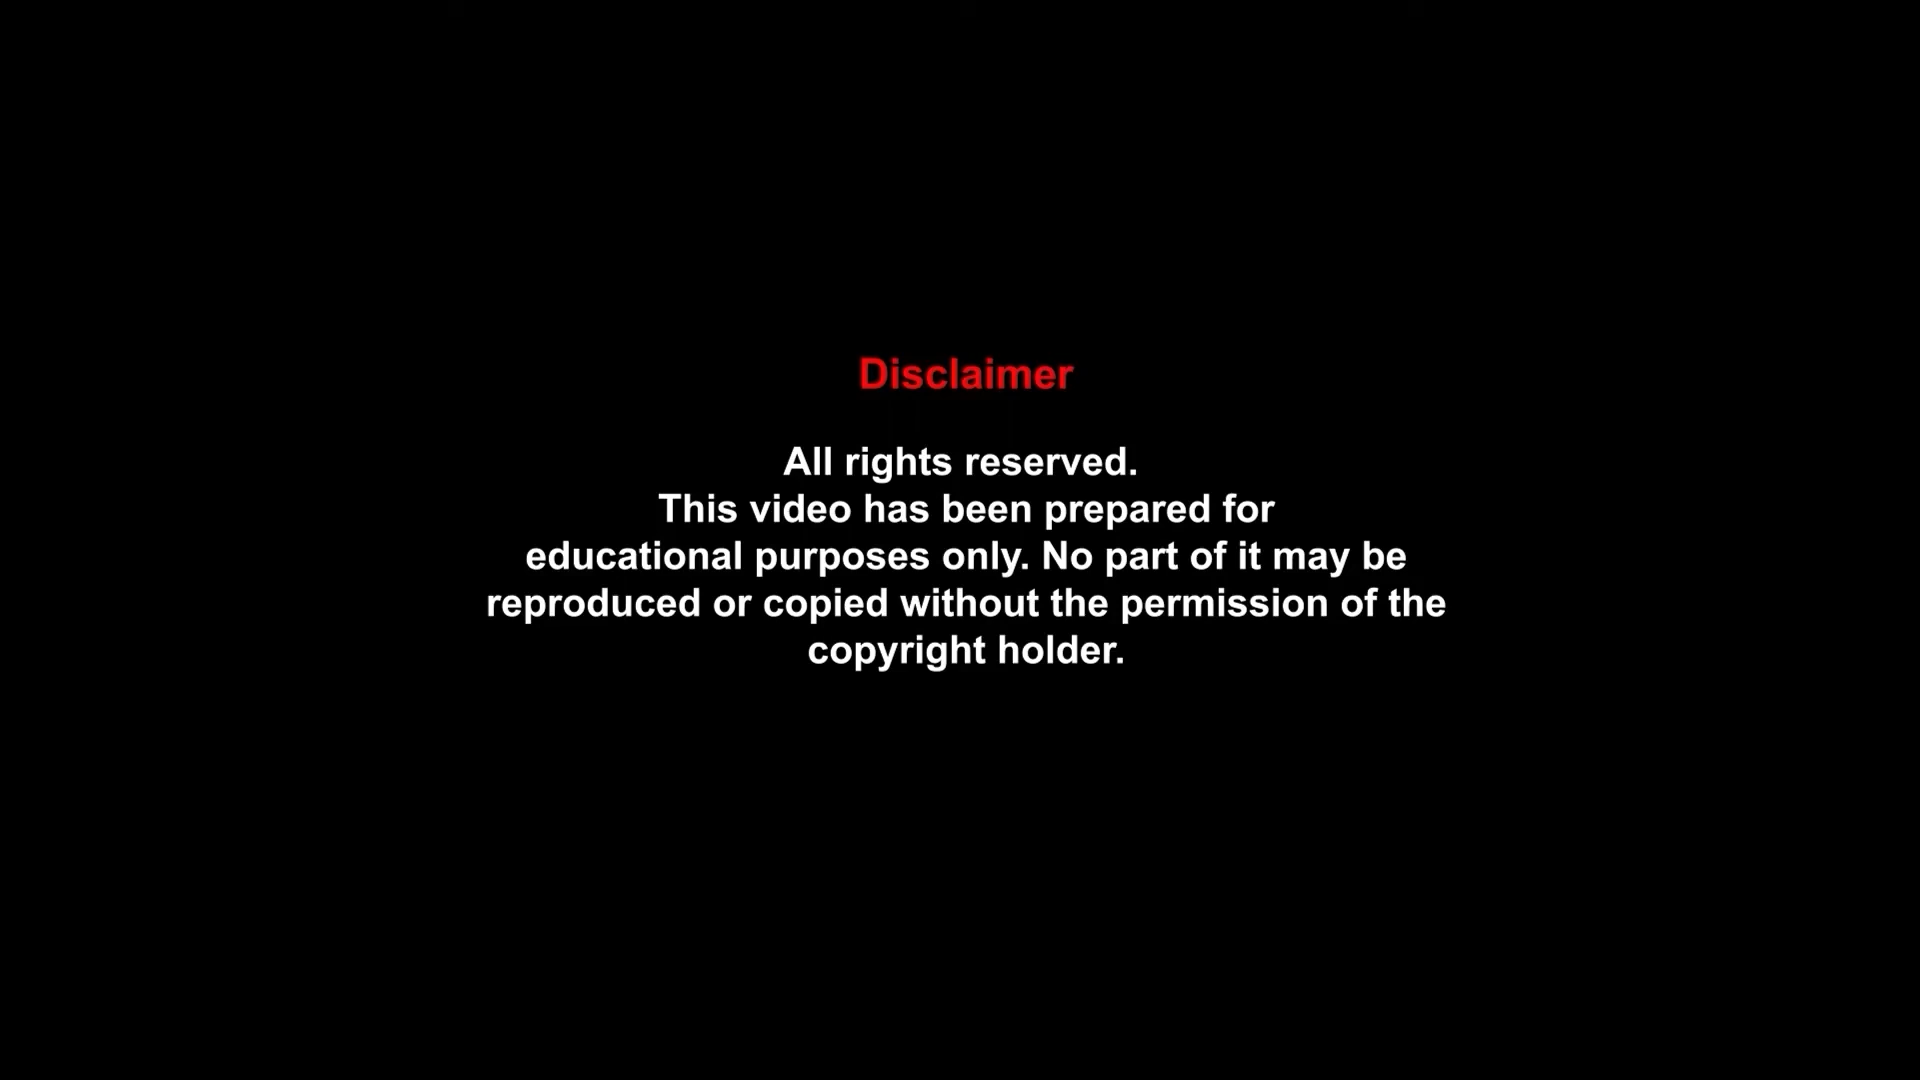 Disclaimer
All rights reserved.
This video has been prepared for
educational purposes only. No part of it may be
reproduced or copied without the permission of the
copyright holder.